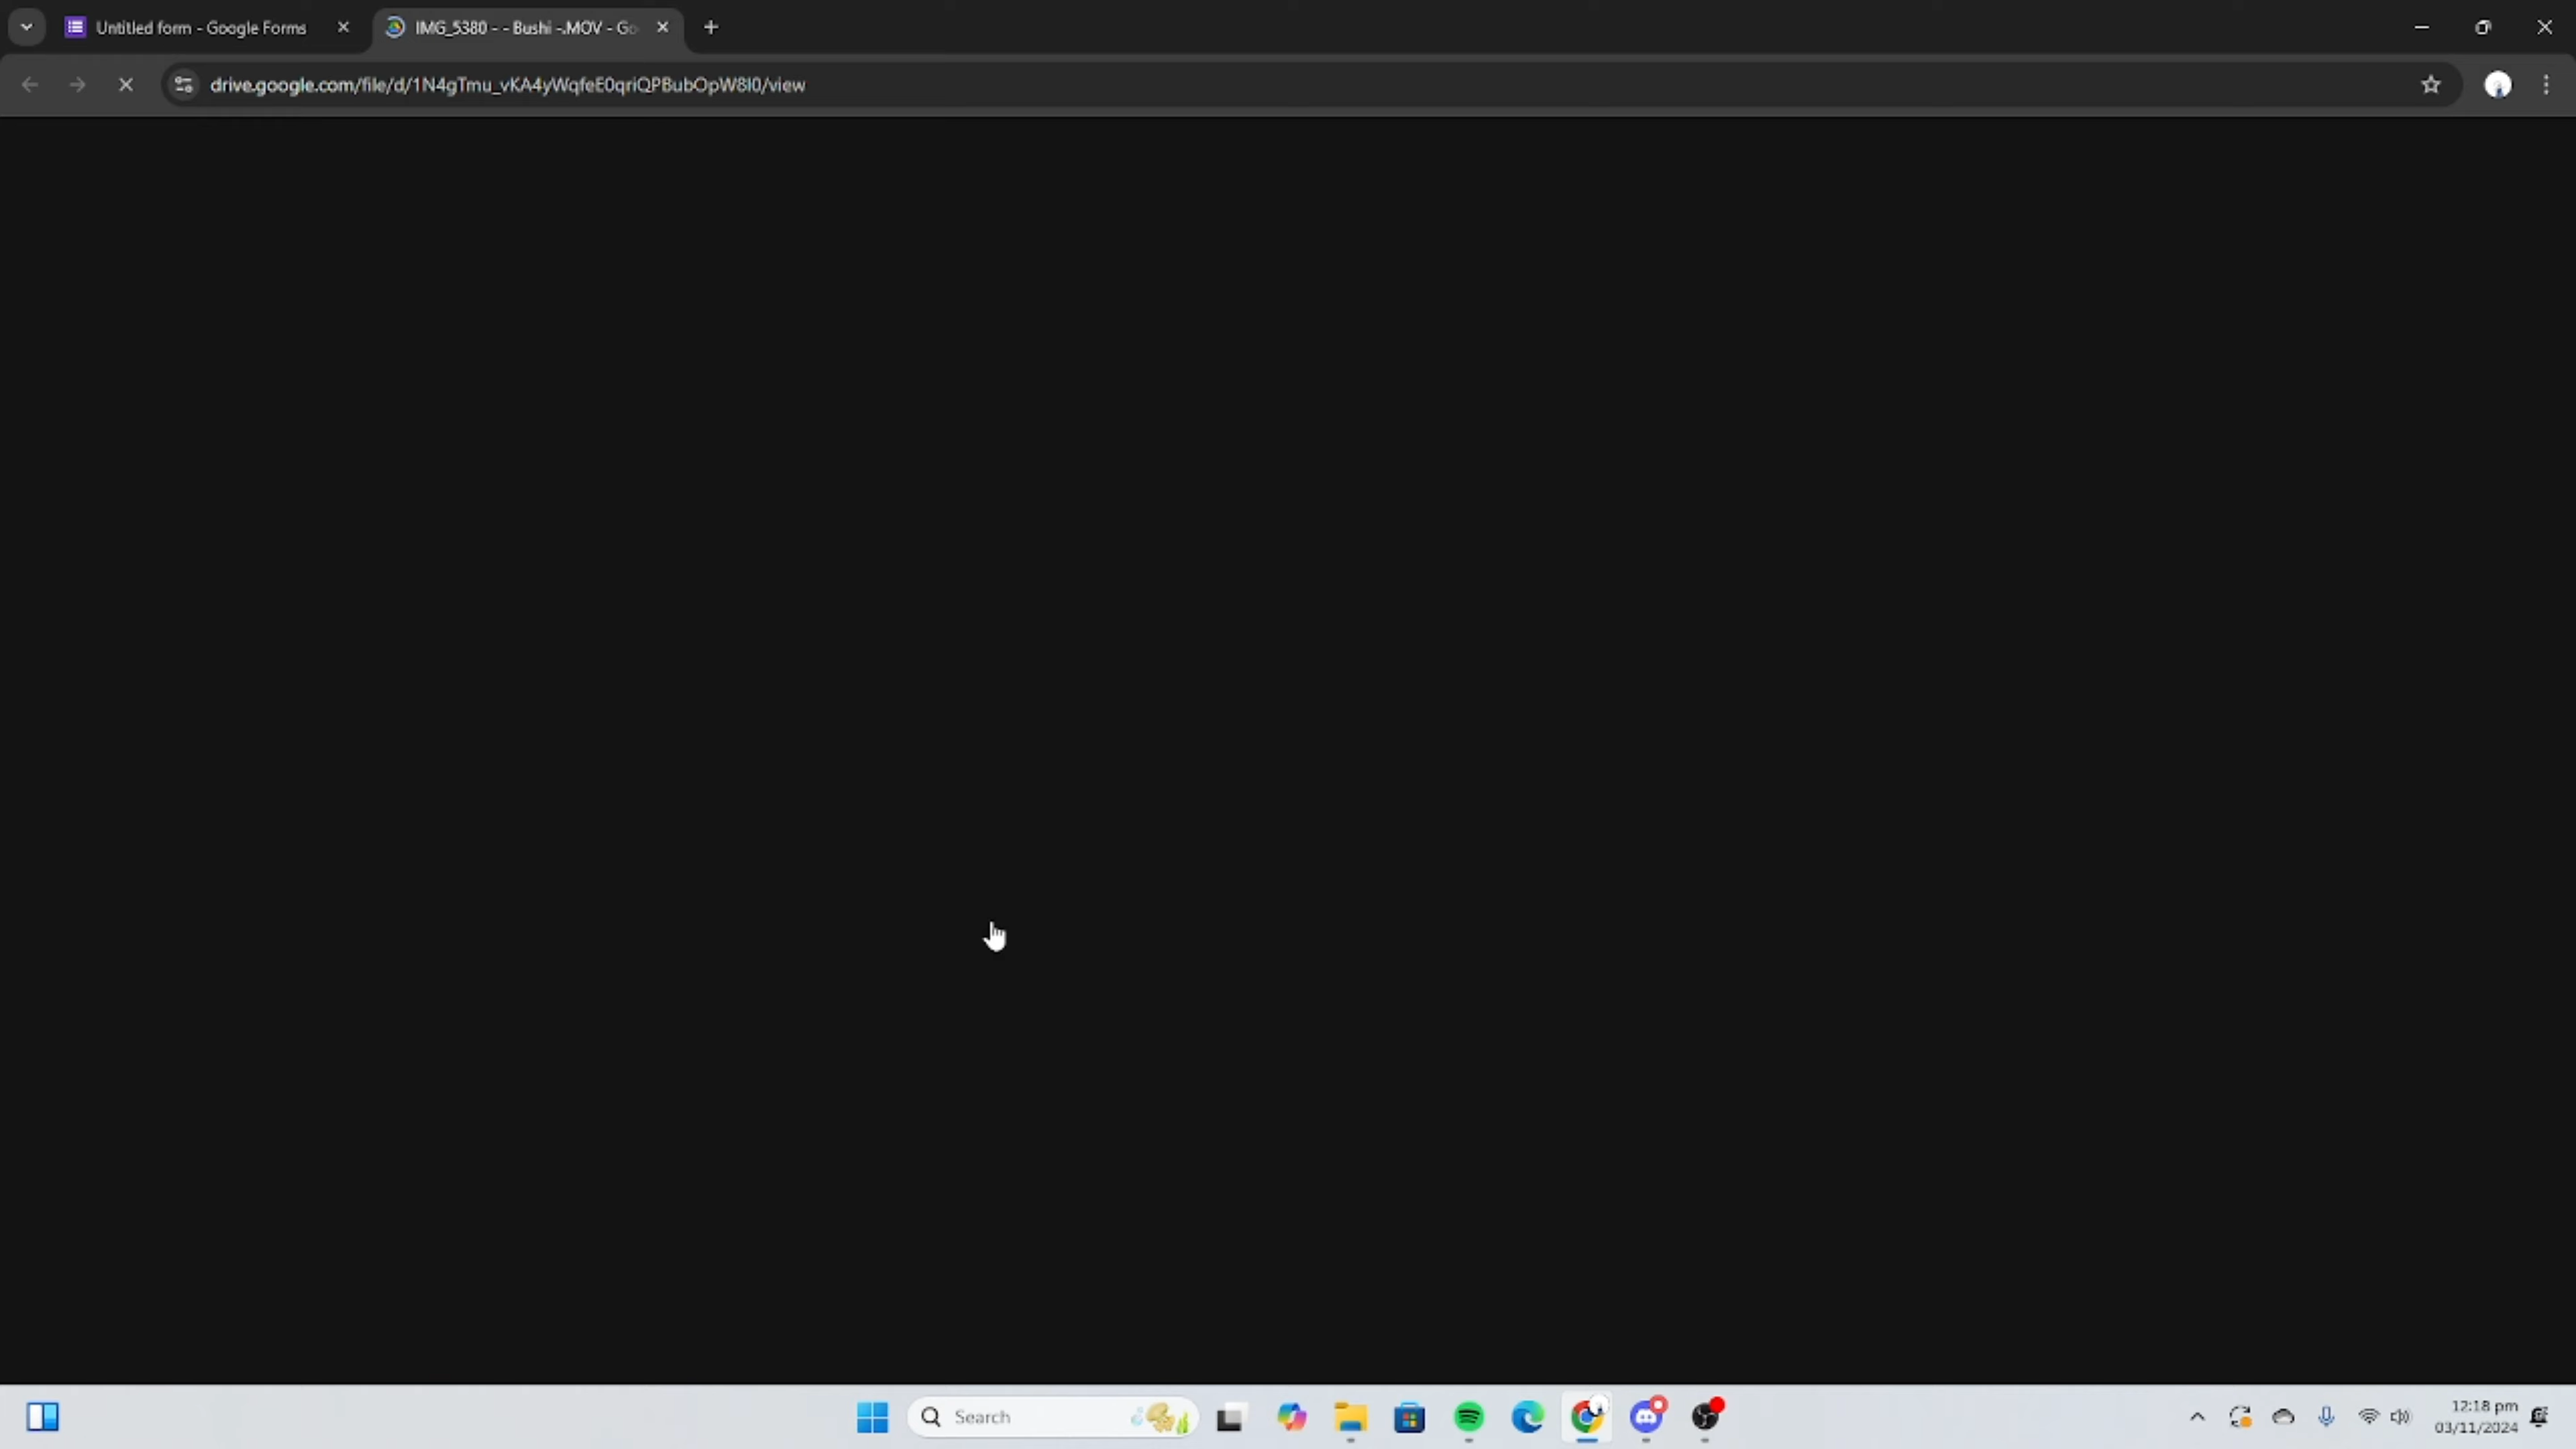 Untitled form - Google Forms
IMG_5380 - - Bushi -.MOV - Go
drive.google.com/file/d/1N4gTmu_vKA4yWqfeE0qriQPBubOpW8I0/view
Search
12:18 pm
03/11/2024